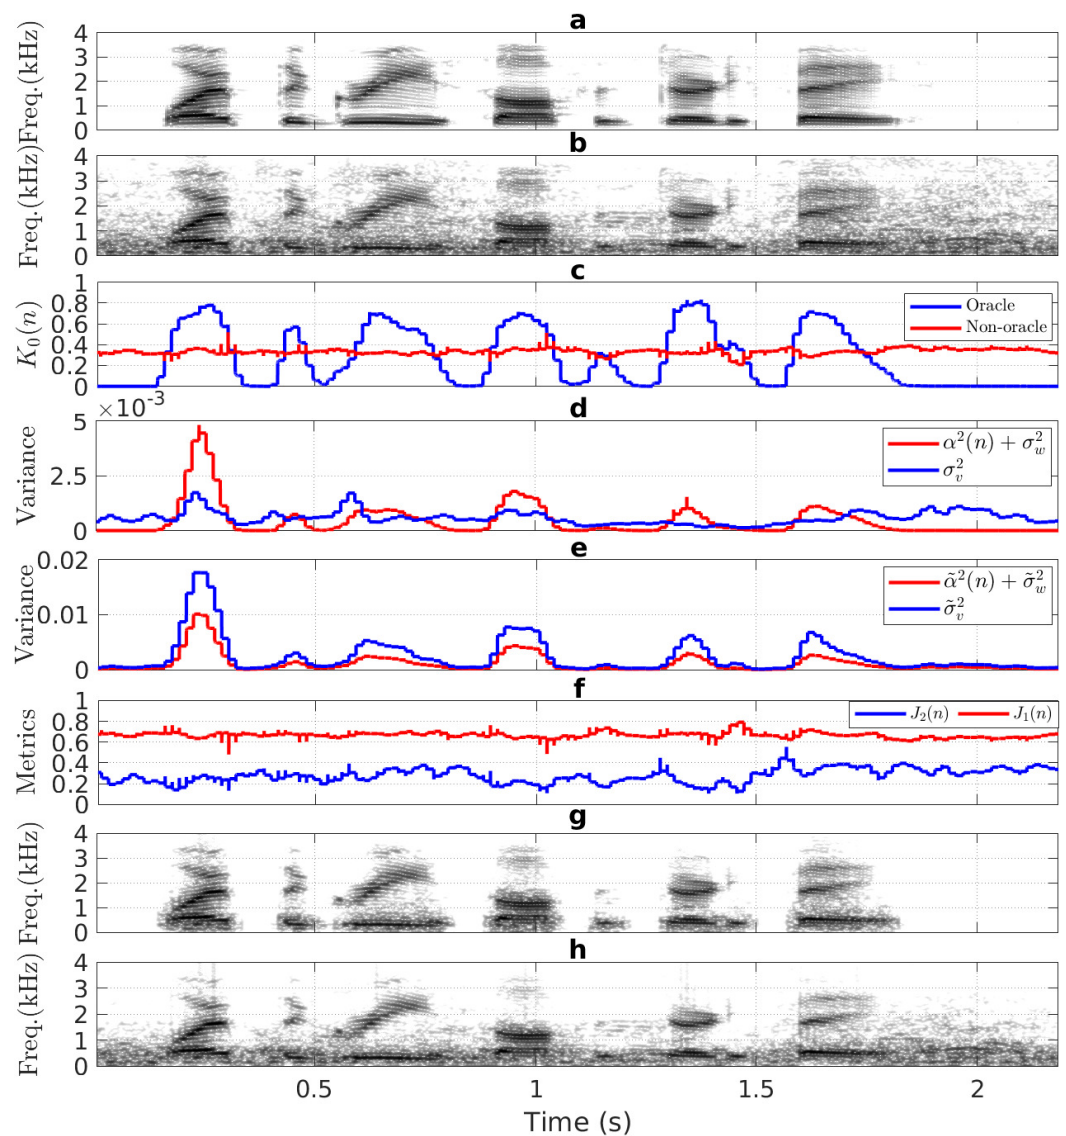 a
4
3
2
1
0
Freq.(kHz)
b
4
3
2
1
0
Freq.(kHz)
c
1
0.8
0.6
0.4
0.2
0
K₀(n)
Oracle
Non-oracle
d
×10⁻³
5
2.5
0
Variance
α²(n) + σ²_w
σ²_v
e
0.02
0.01
0
Variance
α̃²(n) + σ̃²_w
σ̃²_v
f
1
0.8
0.6
0.4
0.2
0
Metrics
J₂(n) J₁(n)
g
4
3
2
1
0
Freq.(kHz)
h
4
3
2
1
0
Freq.(kHz)
0.5 1 1.5 2
Time (s)